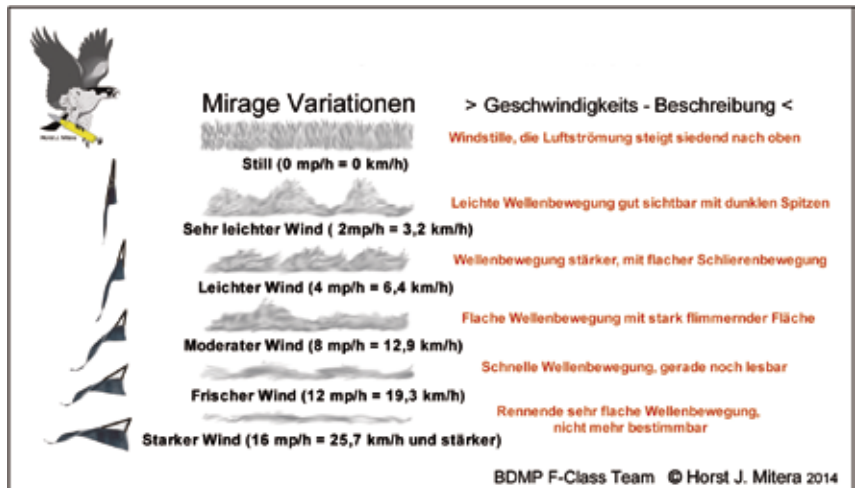 Horst J. Mitera
Mirage Variationen
> Geschwindigkeits - Beschreibung <
Windstille, die Luftströmung steigt siedend nach oben
Still (0 mp/h = 0 km/h)
Leichte Wellenbewegung gut sichtbar mit dunklen Spitzen
Sehr leichter Wind ( 2mp/h = 3,2 km/h)
Wellenbewegung stärker, mit flacher Schlierenbewegung
Leichter Wind (4 mp/h = 6,4 km/h)
Flache Wellenbewegung mit stark flimmernder Fläche
Moderater Wind (8 mp/h = 12,9 km/h)
Schnelle Wellenbewegung, gerade noch lesbar
Frischer Wind (12 mp/h = 19,3 km/h)
Rennende sehr flache Wellenbewegung,
nicht mehr bestimmbar
Starker Wind (16 mp/h = 25,7 km/h und stärker)
BDMP F-Class Team © Horst J. Mitera 2014